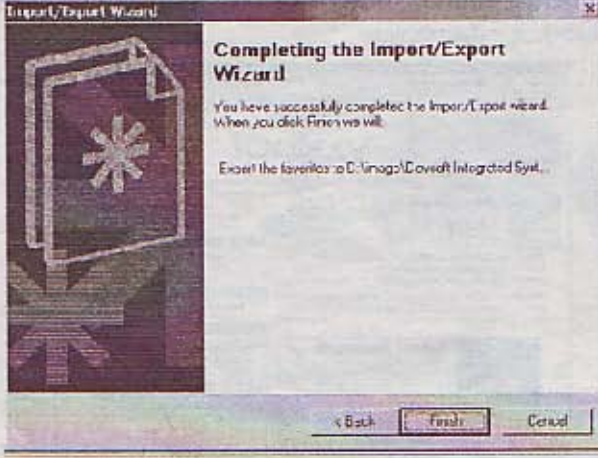 Import/Export Wizard
Completing the Import/Export
Wizard
You have successfully completed the Import/Export wizard.
When you click Finish we will:
Export the favorites to D:\image\Dovsoft Integrated Syst...
< Back
Finish
Cancel